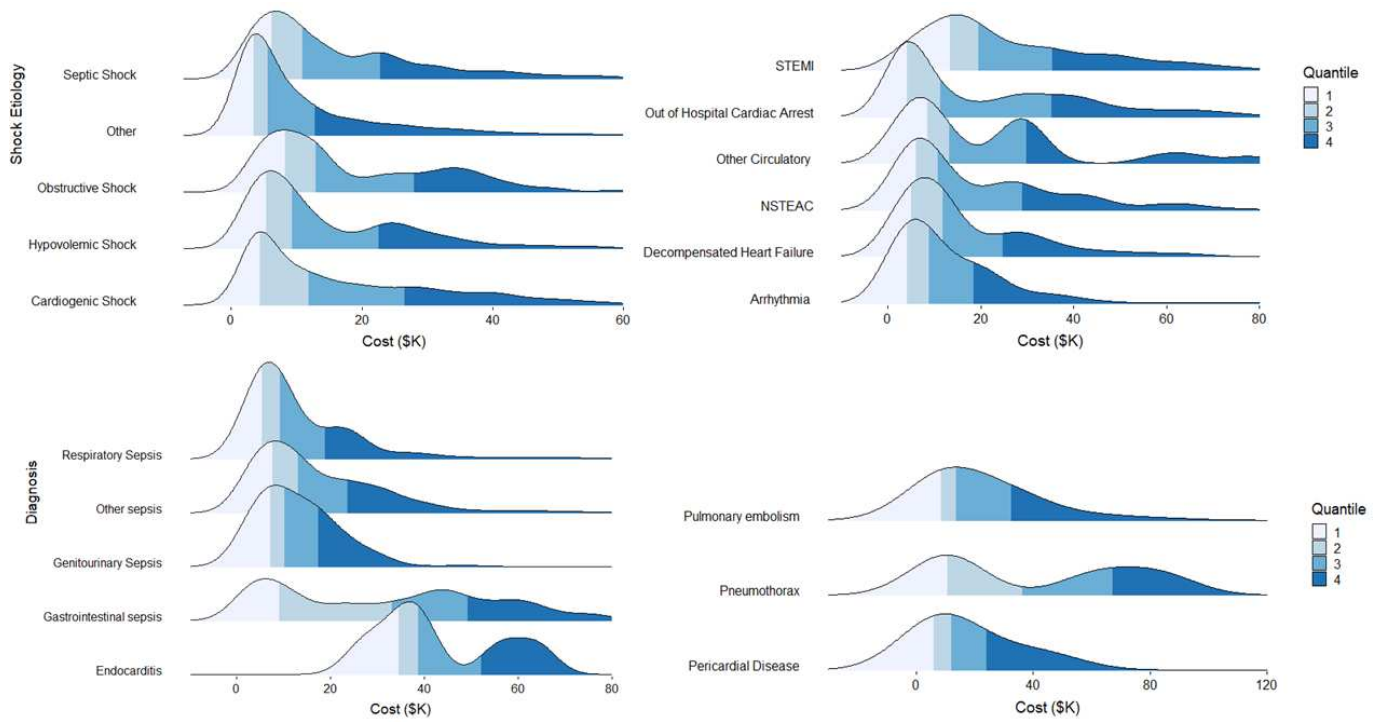 Shock Etiology
Septic Shock
Other
Obstructive Shock
Hypovolemic Shock
Cardiogenic Shock
0 20 40 60
Cost ($K)
STEMI
Out of Hospital Cardiac Arrest
Other Circulatory
NSTEAC
Decompensated Heart Failure
Arrhythmia
0 20 40 60 80
Cost ($K)
Quantile
1
2
3
4
Diagnosis
Respiratory Sepsis
Other sepsis
Genitourinary Sepsis
Gastrointestinal sepsis
Endocarditis
0 20 40 60 80
Cost ($K)
Pulmonary embolism
Pneumothorax
Pericardial Disease
0 40 80 120
Cost ($K)
Quantile
1
2
3
4